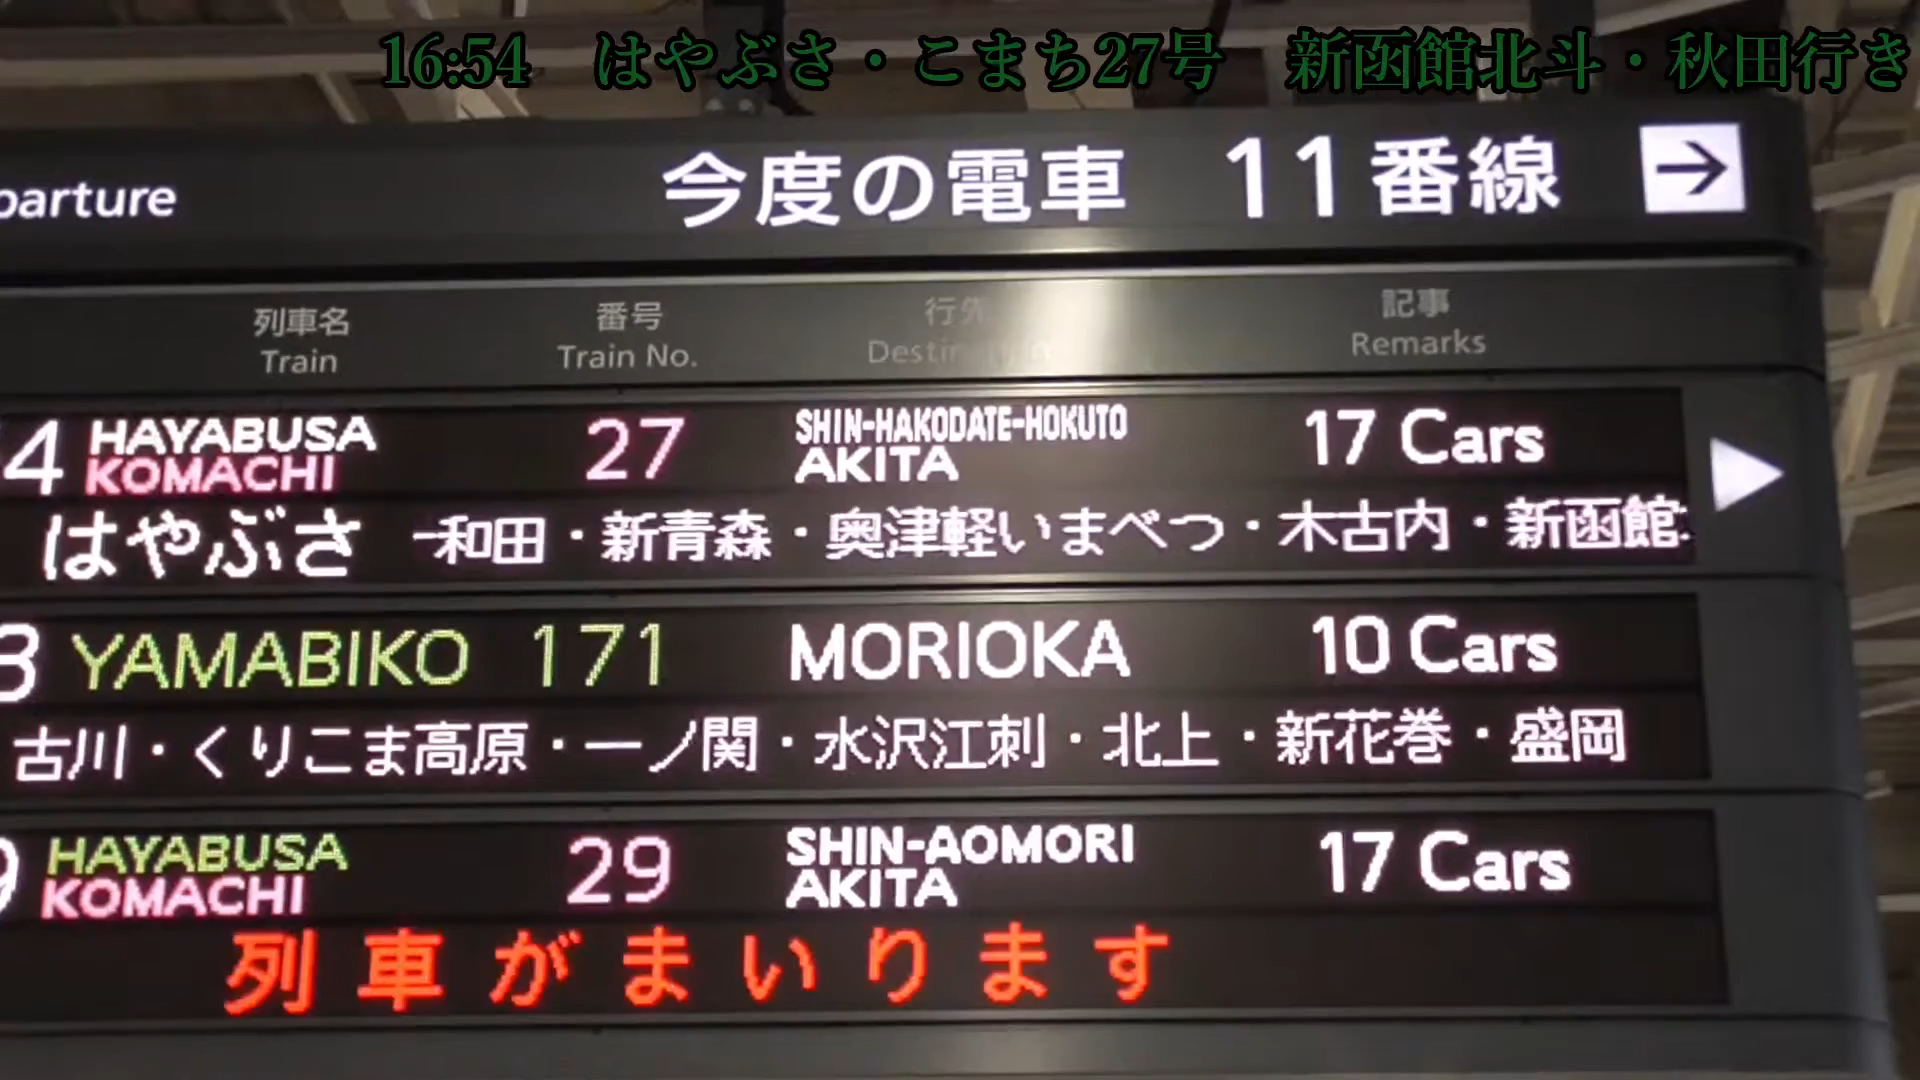 16:54　はやぶさ・こまち27号　新函館北斗・秋田行き
parture 今度の電車 11番線 →
列車名 番号 行先 記事
Train Train No. Remarks
4 HAYABUSA 27 SHIN-HAKODATE-HOKUTO 17 Cars
KOMACHI AKITA
はやぶさ 和田・新青森・奥津軽いまべつ・木古内・新函館
3 YAMABIKO 171 MORIOKA 10 Cars
古川・くりこま高原・一ノ関・水沢江刺・北上・新花巻・盛岡
9 HAYABUSA 29 SHIN-AOMORI 17 Cars
KOMACHI AKITA
列車がまいります